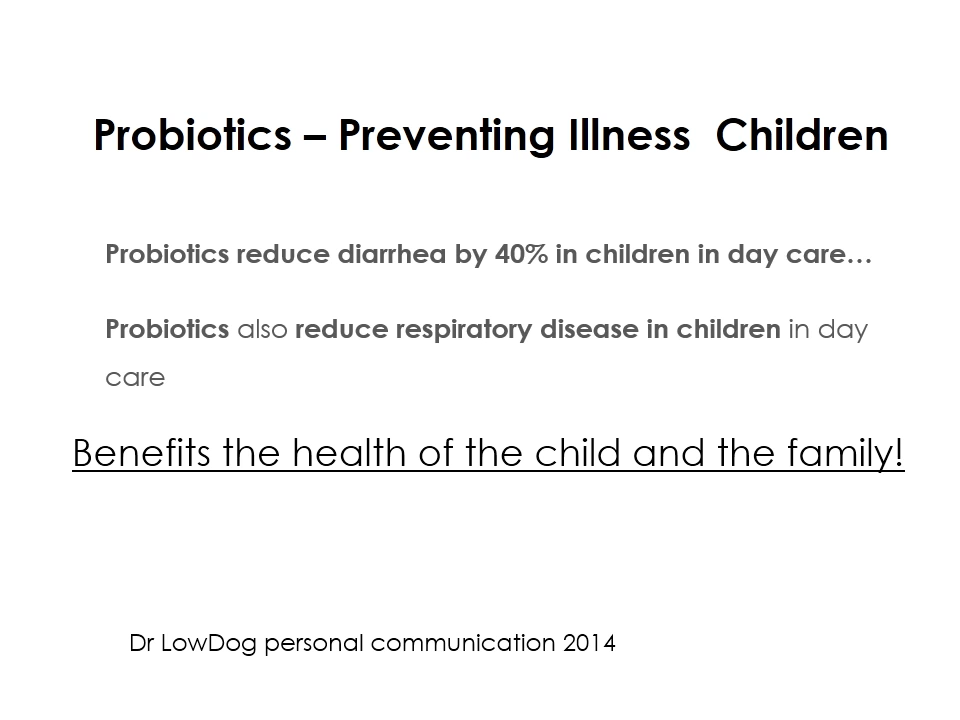 Probiotics – Preventing Illness  Children
Probiotics reduce diarrhea by 40% in children in day care…
Probiotics also reduce respiratory disease in children in day
care
Benefits the health of the child and the family!
Dr LowDog personal communication 2014